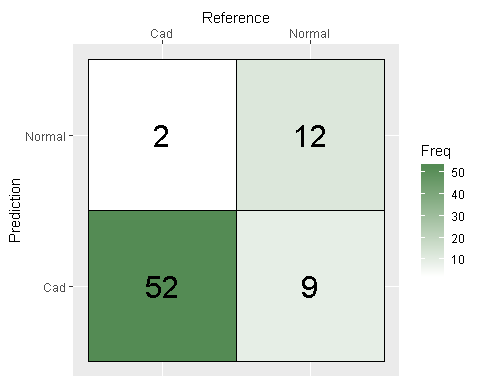 Reference
Cad Normal
Normal 2 12
Prediction
Cad 52 9
Freq
50
40
30
20
10